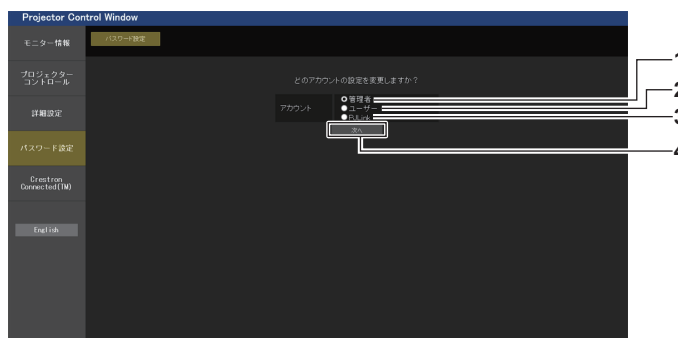 Projector Control Window
モニター情報
パスワード設定
プロジェクター
コントロール
詳細設定
パスワード設定
Crestron
Connected(TM)
English
どのアカウントの設定を変更しますか?
アカウント
管理者
ユーザー
P&Link
次へ
1
2
3
4